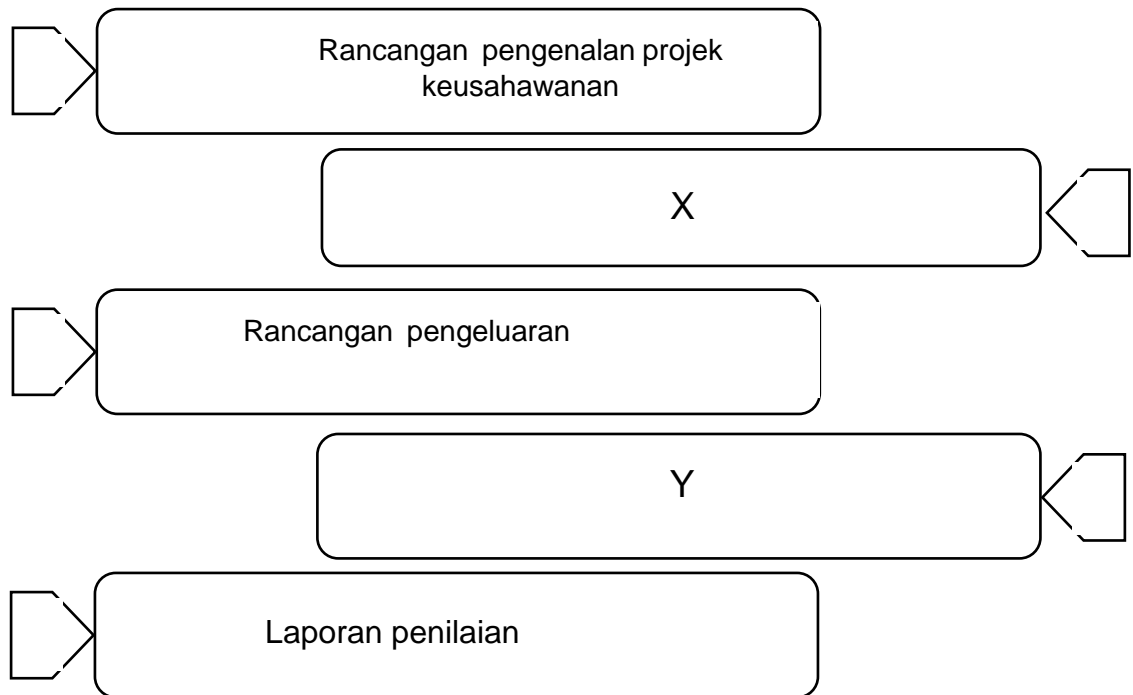 Rancangan pengenalan projek
keusahawanan
X
Rancangan pengeluaran
Y
Laporan penilaian